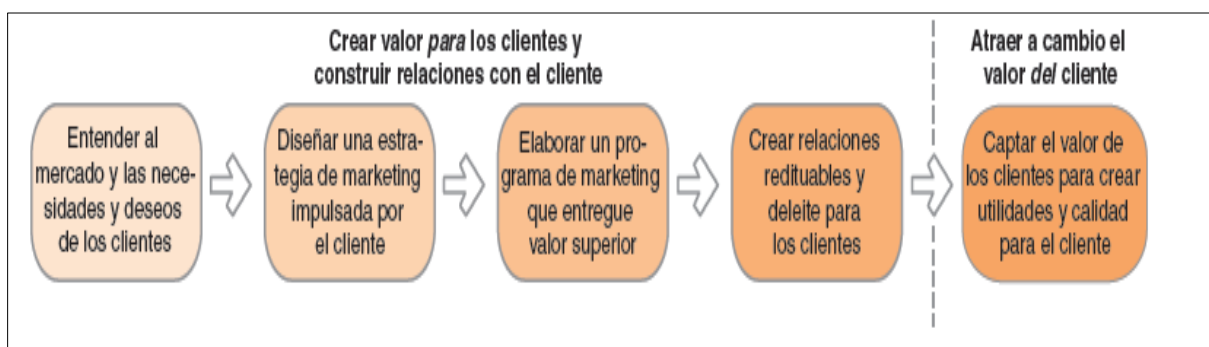 Crear valor para los clientes y
construir relaciones con el cliente
Atraer a cambio el
valor del cliente
Entender al
mercado y las nece-
sidades y deseos
de los clientes
Diseñar una estra-
tegia de marketing
impulsada por
el cliente
Elaborar un pro-
grama de marketing
que entregue
valor superior
Crear relaciones
redituables y
deleite para
los clientes
Captar el valor de
los clientes para crear
utilidades y calidad
para el cliente